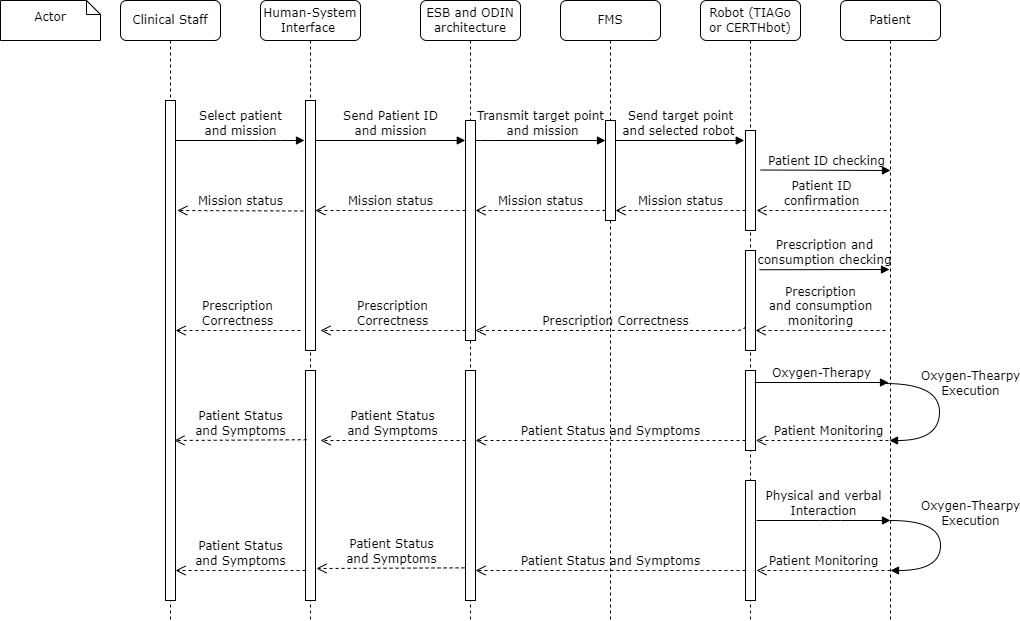 Actor
Clinical Staff
Human-System
Interface
ESB and ODIN
architecture
FMS
Robot (TIAGo
or CERTHbot)
Patient
Select patient
and mission
Send Patient ID
and mission
Transmit target point
and mission
Send target point
and selected robot
Patient ID checking
Patient ID
confirmation
Mission status
Mission status
Mission status
Mission status
Prescription and
consumption checking
Prescription
and consumption
monitoring
Prescription
Correctness
Prescription
Correctness
Prescription Correctness
Oxygen-Therapy
Oxygen-Thearpy
Execution
Patient Status
and Symptoms
Patient Status
and Symptoms
Patient Status and Symptoms
Patient Monitoring
Physical and verbal
Interaction
Oxygen-Thearpy
Execution
Patient Status
and Symptoms
Patient Status
and Symptoms
Patient Status and Symptoms
Patient Monitoring